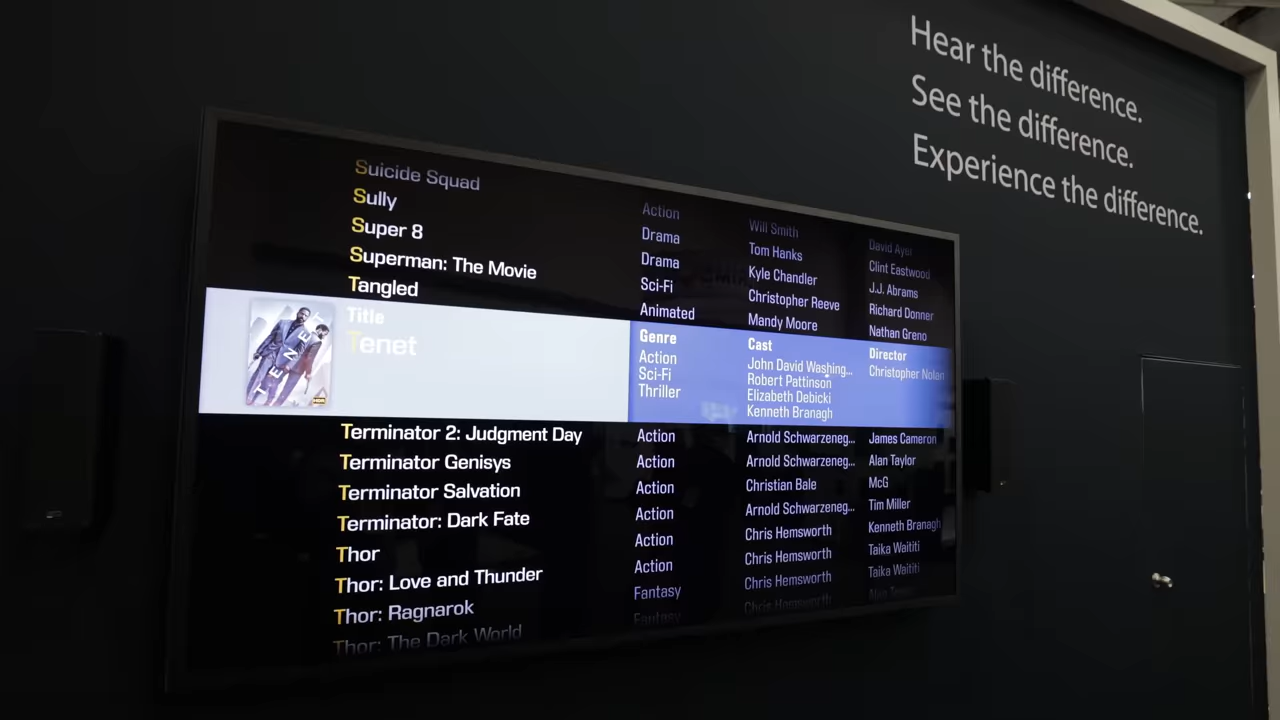 Hear the difference.
See the difference.
Experience the difference.
Suicide Squad Action Will Smith David Ayer
Sully Drama Tom Hanks Clint Eastwood
Super 8 Drama Kyle Chandler J.J. Abrams
Superman: The Movie Sci-Fi Christopher Reeve Richard Donner
Tangled Animated Mandy Moore Nathan Greno
Title Genre Cast Director
Tenet Action John David Washing... Christopher Nolan
Sci-Fi Robert Pattinson
Thriller Elizabeth Debicki
Kenneth Branagh
TENET
HDR
Terminator 2: Judgment Day Action Arnold Schwarzeneg... James Cameron
Terminator Genisys Action Arnold Schwarzeneg... Alan Taylor
Terminator Salvation Action Christian Bale McG
Terminator: Dark Fate Action Arnold Schwarzeneg... Tim Miller
Thor Action Chris Hemsworth Kenneth Branagh
Thor: Love and Thunder Action Chris Hemsworth Taika Waititi
Thor: Ragnarok Fantasy Chris Hemsworth Taika Waititi
Thor: The Dark World Fantasy Chris Hemsworth Alan